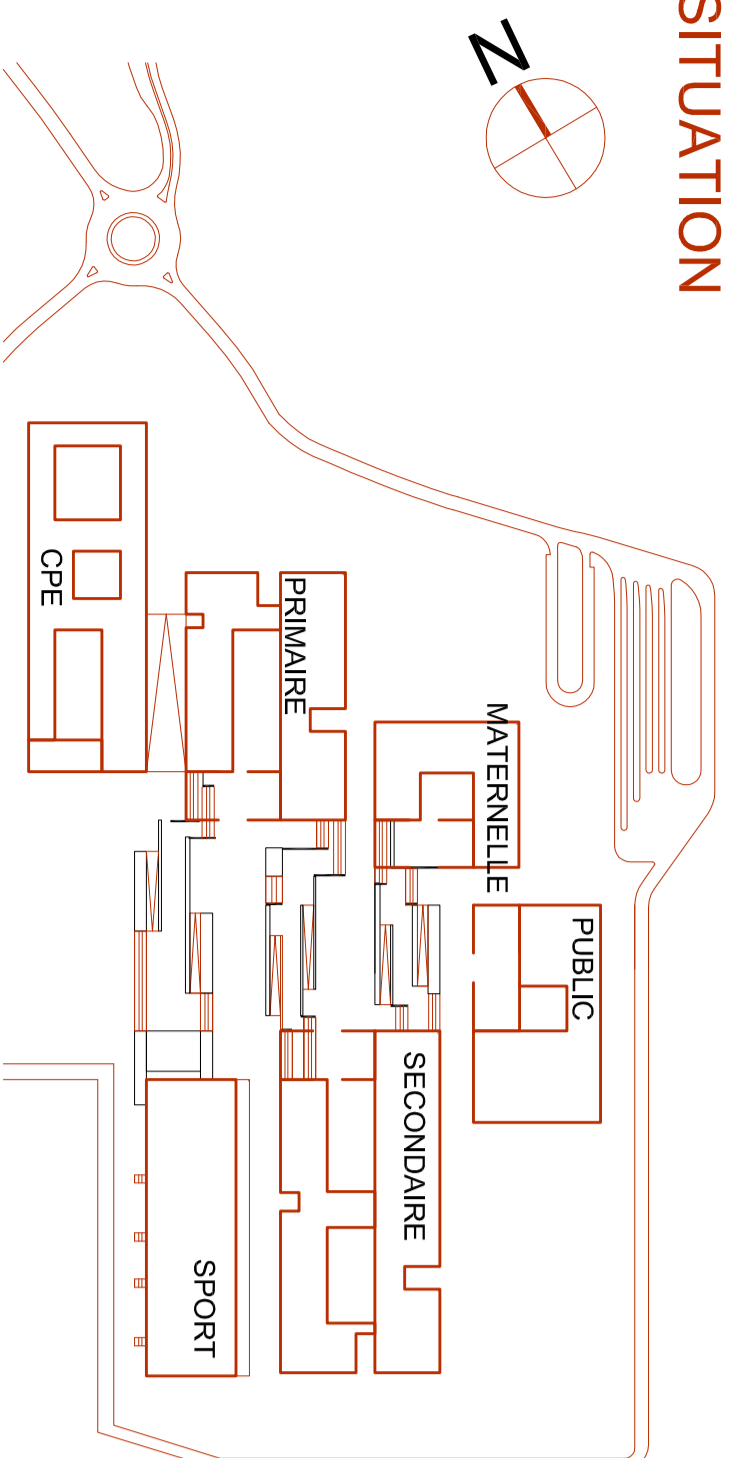 SITUATION
N
PUBLIC
MATERNELLE
SECONDAIRE
PRIMAIRE
SPORT
CPE